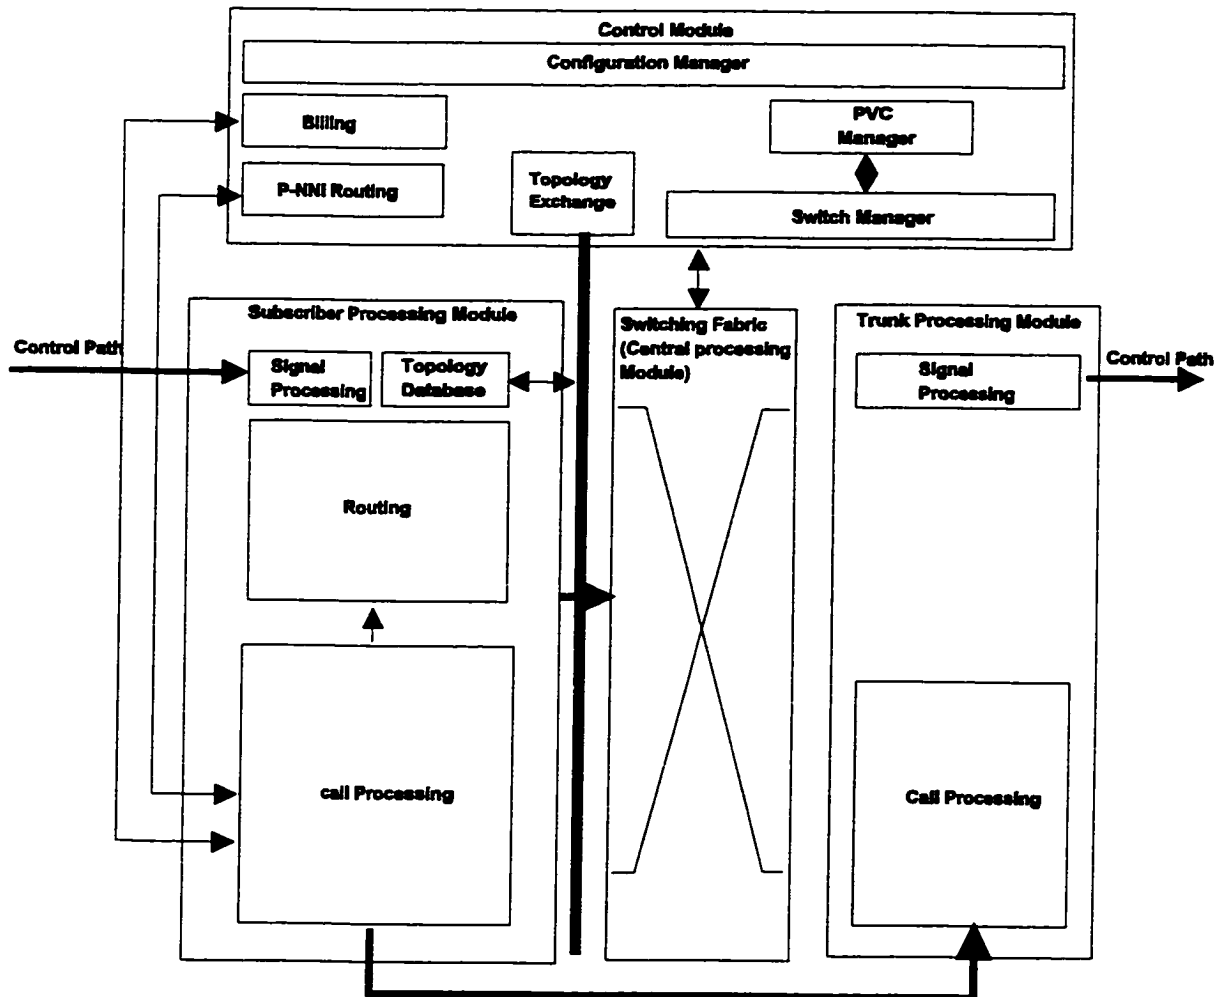 Control Module
Configuration Manager
Billing
PVC
Manager
P-NNI Routing
Topology
Exchange
Switch Manager
Subscriber Processing Module
Switching Fabric
(Central processing
Module)
Trunk Processing Module
Control Path
Signal
Processing
Topology
Database
Signal
Processing
Control Path
Routing
call Processing
Call Processing